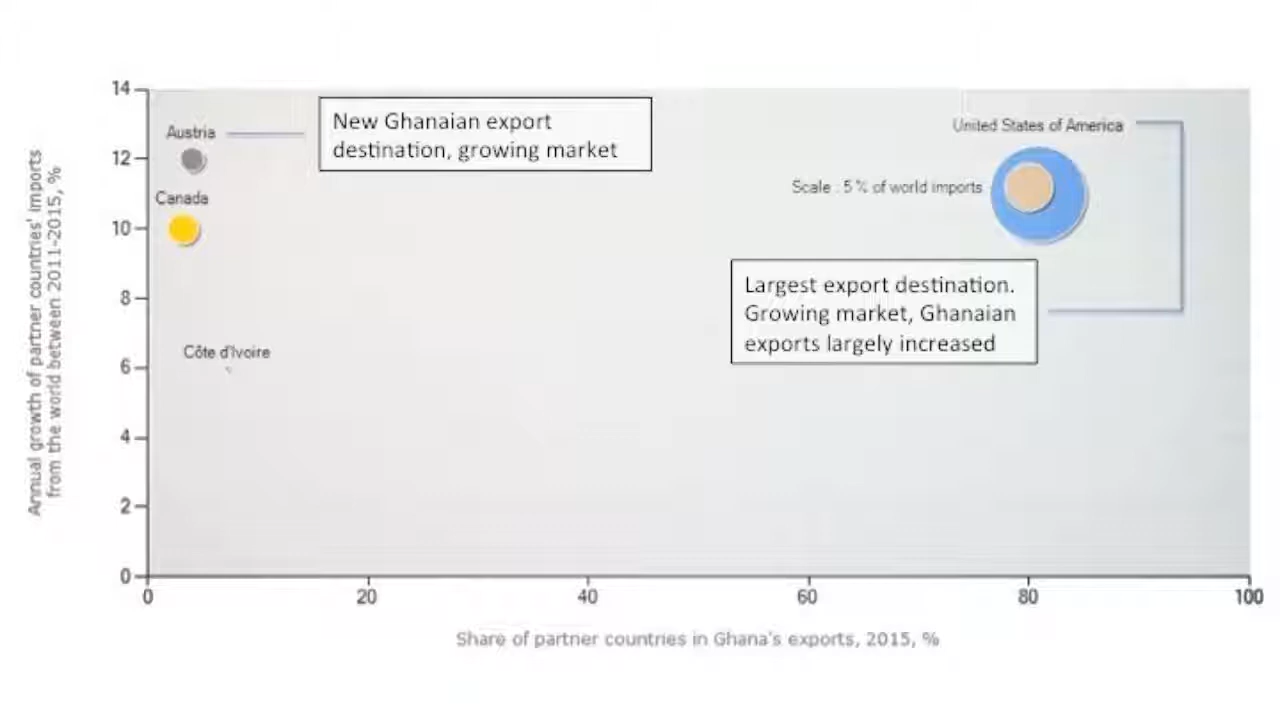 14
12
10
8
6
4
2
0
0 20 40 60 80 100
Annual growth of partner countries' imports
from the world between 2011-2015, %
Share of partner countries in Ghana's exports, 2015, %
Austria
New Ghanaian export
destination, growing market
Canada
Côte d'Ivoire
United States of America
Scale : 5 % of world imports
Largest export destination.
Growing market, Ghanaian
exports largely increased